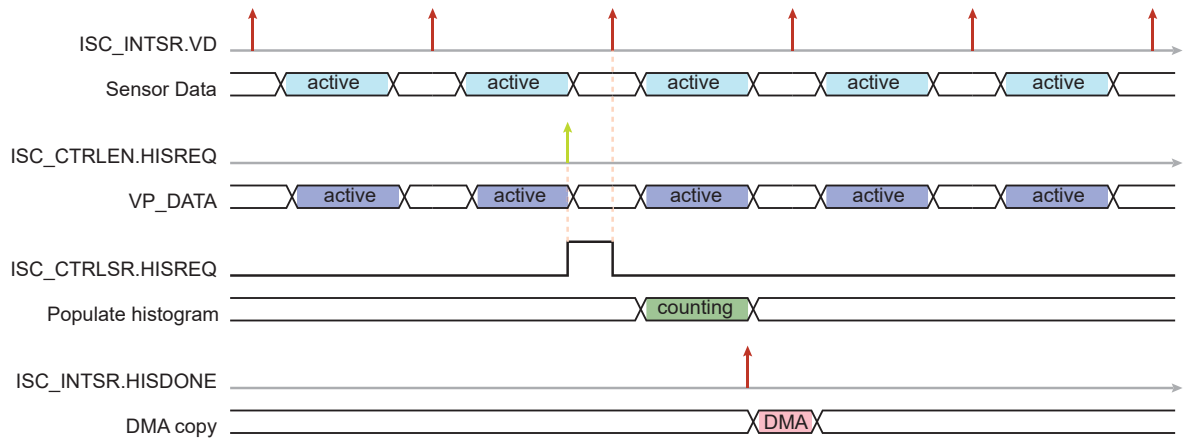 ISC_INTSR.VD
Sensor Data active active active active active
ISC_CTRLEN.HISREQ
VP_DATA active active active active active
ISC_CTRLSR.HISREQ
Populate histogram counting
ISC_INTSR.HISDONE
DMA copy DMA